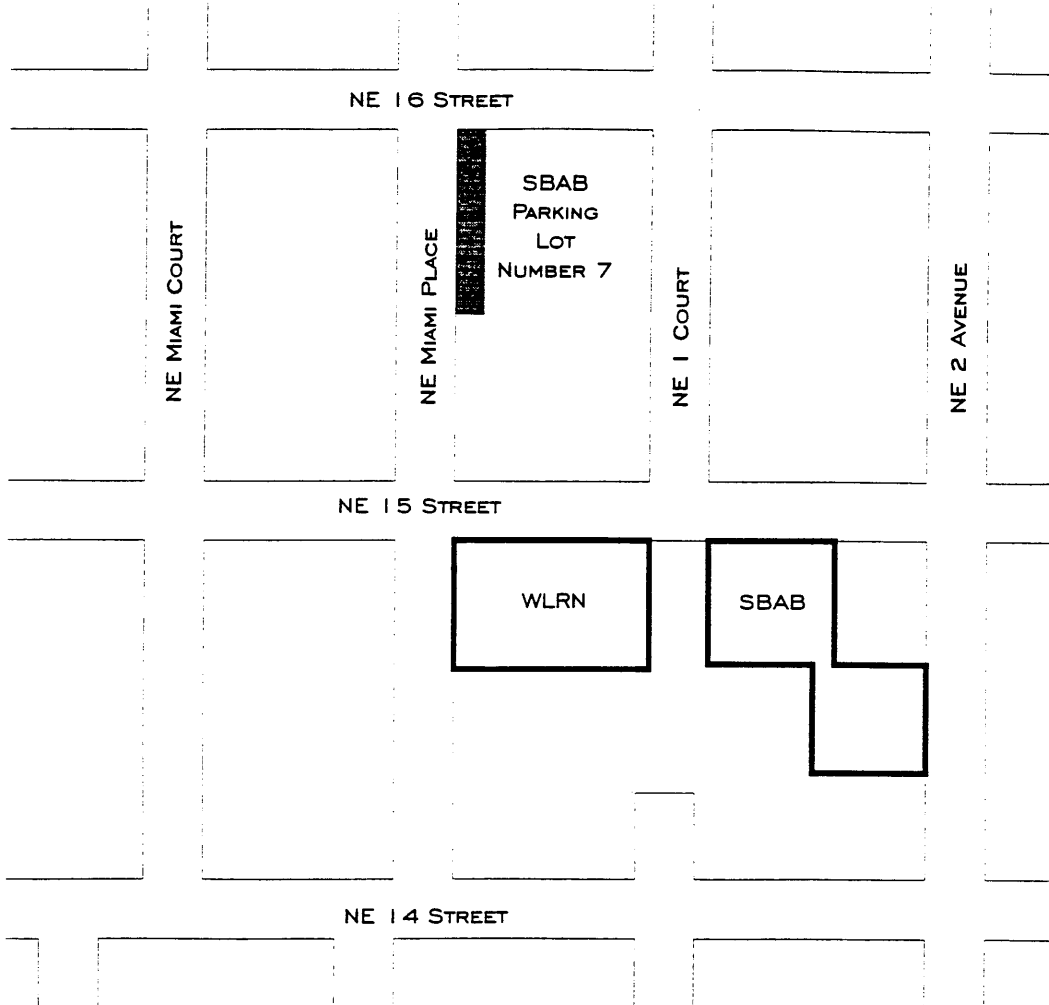 NE 16 STREET
SBAB
PARKING
LOT
NUMBER 7
NE MIAMI COURT
NE MIAMI PLACE
NE 1 COURT
NE 2 AVENUE
NE 15 STREET
WLRN
SBAB
NE 14 STREET